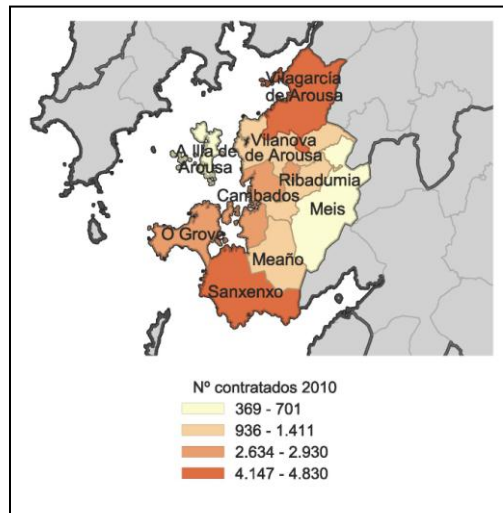 Vilagarcía
de Arousa
Vilanova
de Arousa
A Illa de
Arousa
Ribadumia
Cambados
Meis
O Grove
Meaño
Sanxenxo
Nº contratados 2010
369 - 701
936 - 1.411
2.634 - 2.930
4.147 - 4.830